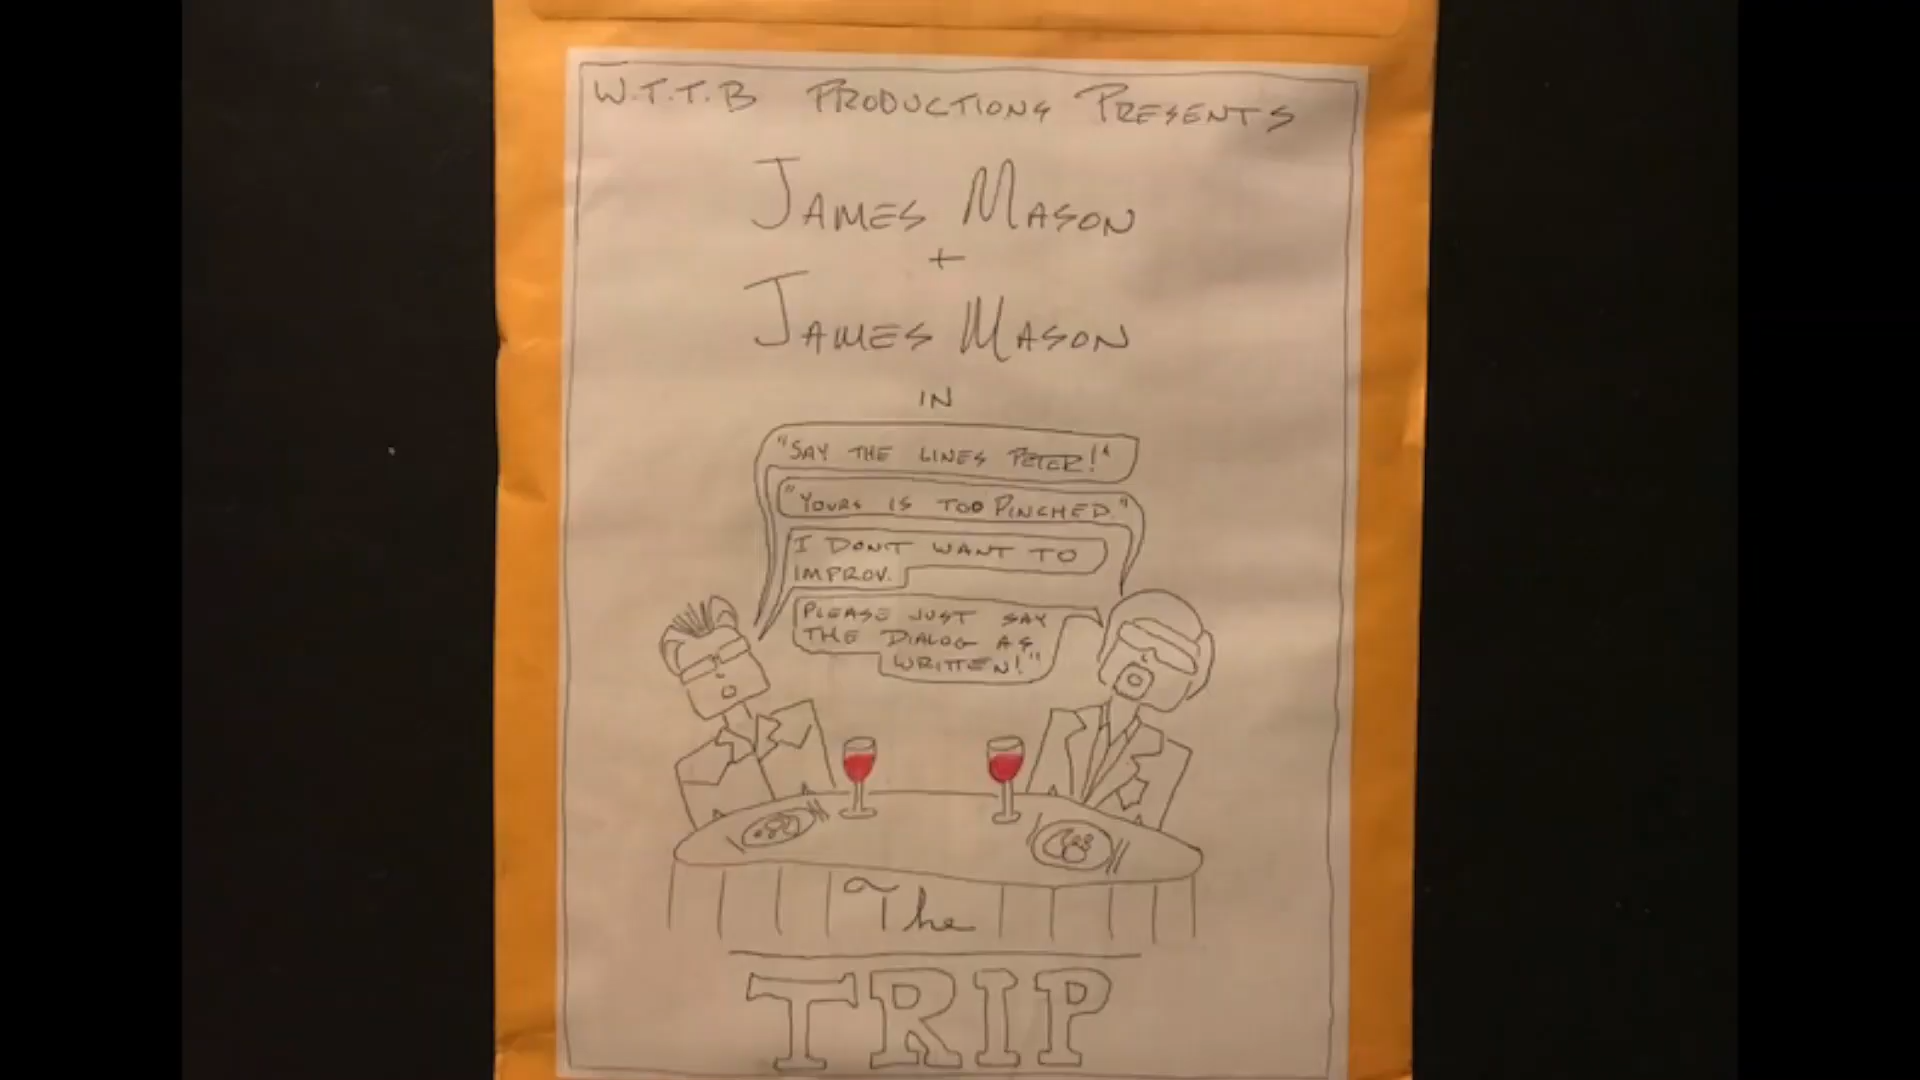 W.T.T.B PRODUCTIONS PRESENTS
JAMES MASON
+
JAMES MASON
IN
"SAY THE LINES PETER!"
"YOURS IS TOO PINCHED."
I DON'T WANT TO
IMPROV.
PLEASE JUST SAY
THE DIALOG AS
WRITTEN!"
The
TRIP